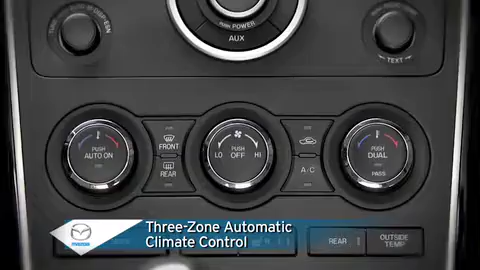 POWER
AUX
TEXT
PUSH
AUTO ON
FRONT
REAR
PUSH
LO OFF HI
A/C
PUSH
DUAL
PASS
REAR
OUTSIDE
TEMP
Three-Zone Automatic
Climate Control
mazda